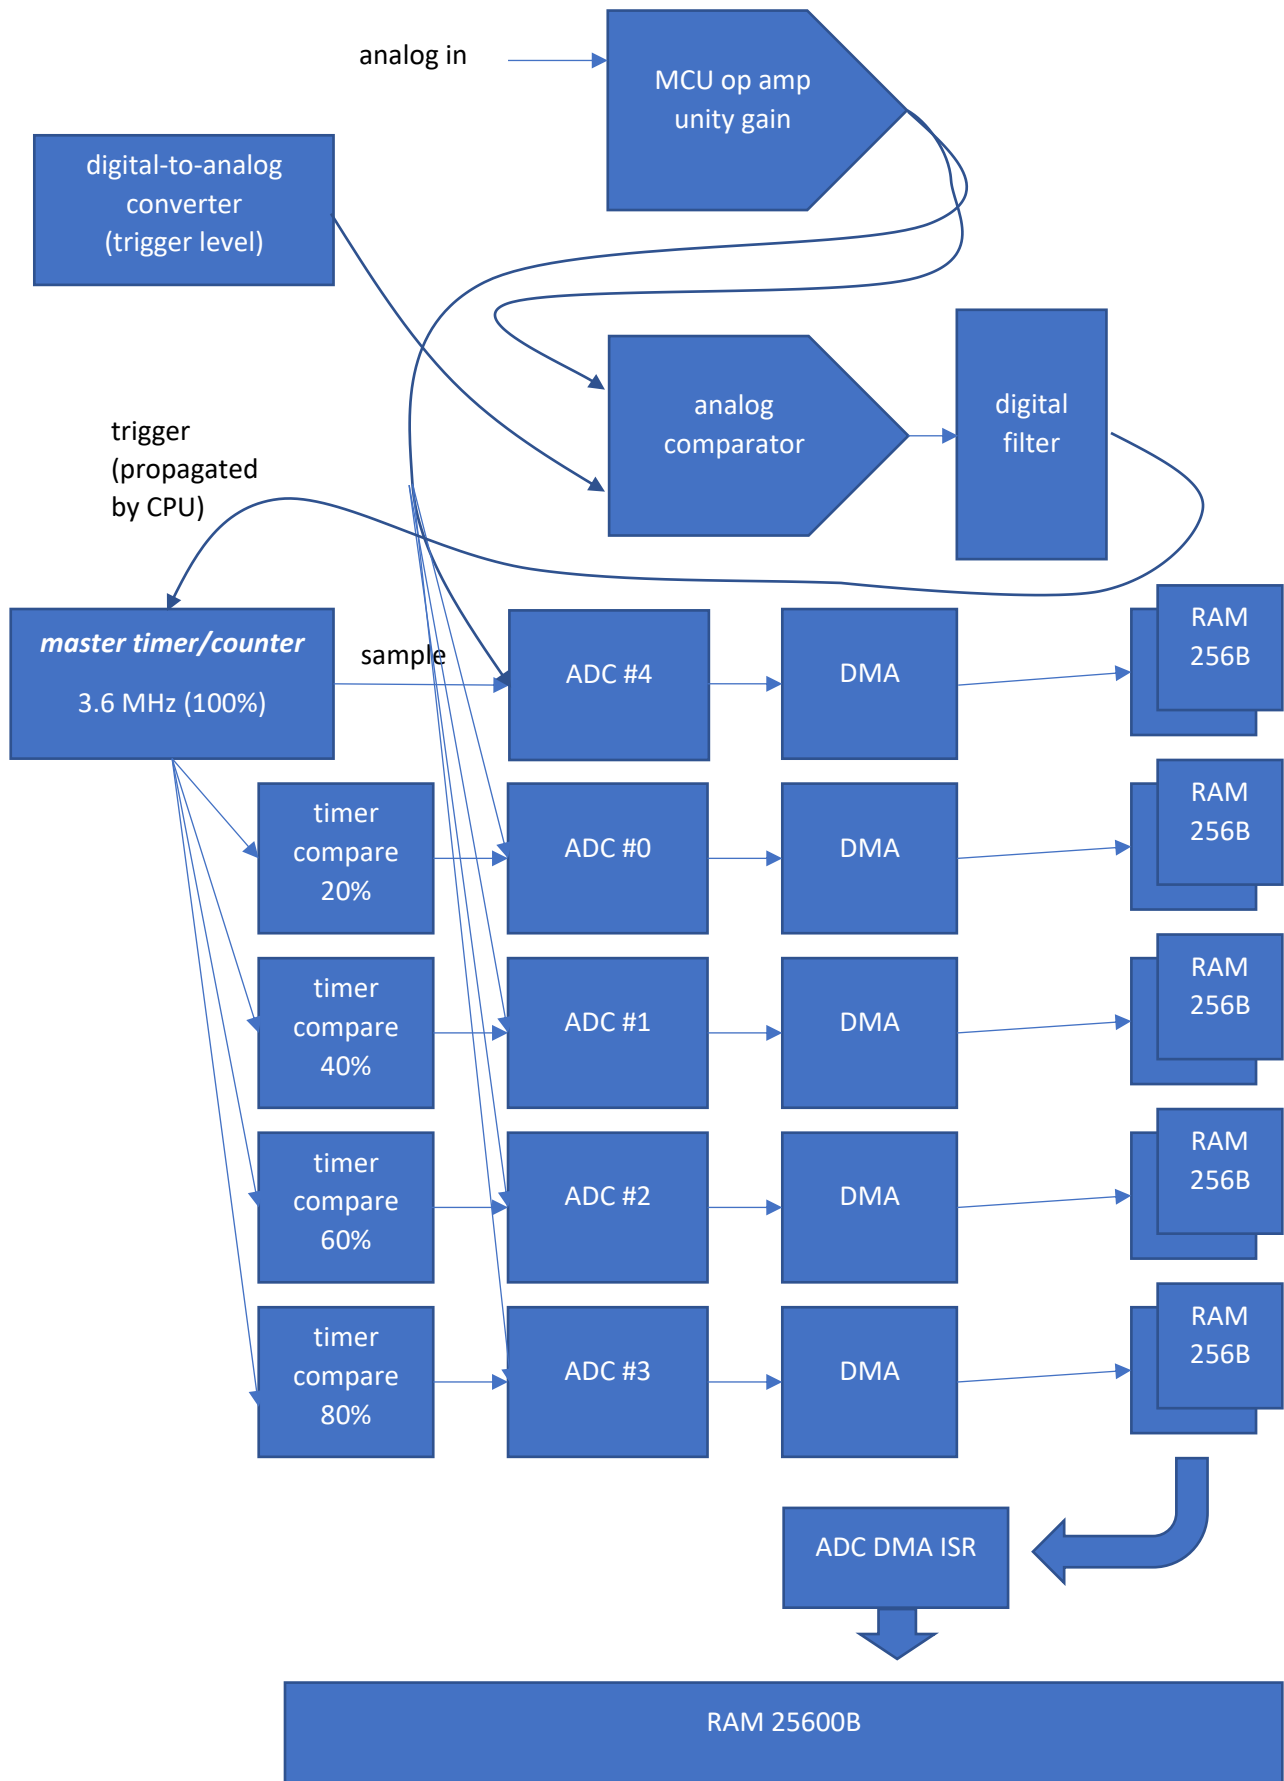 analog in
MCU op amp
unity gain
digital-to-analog
converter
(trigger level)
analog
comparator
digital
filter
trigger
(propagated
by CPU)
master timer/counter
3.6 MHz (100%)
sample
ADC #4
DMA
RAM
256B
timer
compare
20%
ADC #0
DMA
RAM
256B
timer
compare
40%
ADC #1
DMA
RAM
256B
timer
compare
60%
ADC #2
DMA
RAM
256B
timer
compare
80%
ADC #3
DMA
RAM
256B
ADC DMA ISR
RAM 25600B